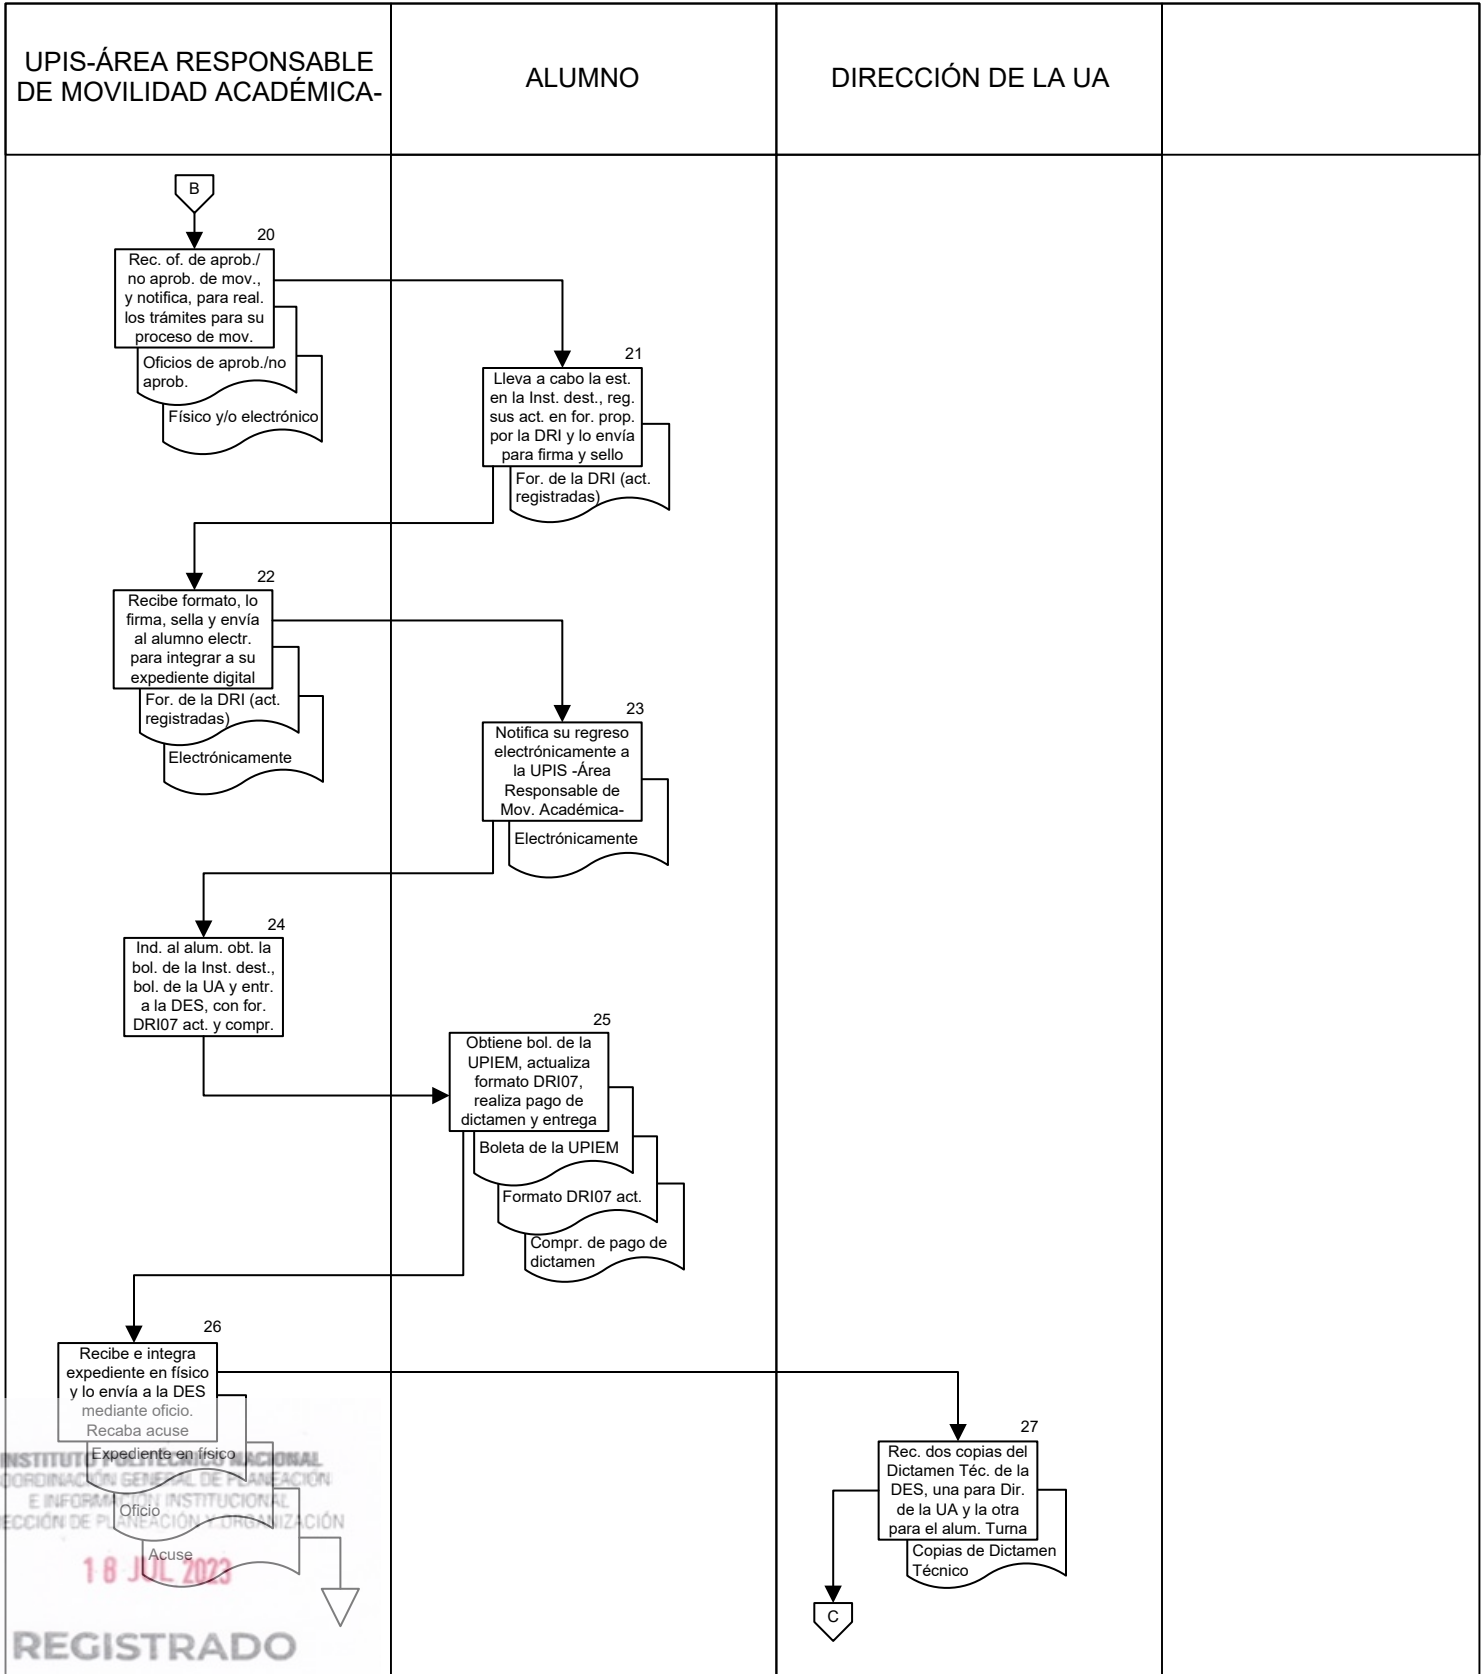 UPIS-ÁREA RESPONSABLE
DE MOVILIDAD ACADÉMICA-
ALUMNO
DIRECCIÓN DE LA UA
B
20
Rec. of. de aprob./
no aprob. de mov.,
y notifica, para real.
los trámites para su
proceso de mov.
Oficios de aprob./no
aprob.
Físico y/o electrónico
21
Lleva a cabo la est.
en la Inst. dest., reg.
sus act. en for. prop.
por la DRI y lo envía
para firma y sello
For. de la DRI (act.
registradas)
22
Recibe formato, lo
firma, sella y envía
al alumno electr.
para integrar a su
expediente digital
For. de la DRI (act.
registradas)
Electrónicamente
23
Notifica su regreso
electrónicamente a
la UPIS -Área
Responsable de
Mov. Académica-
Electrónicamente
24
Ind. al alum. obt. la
bol. de la Inst. dest.,
bol. de la UA y entr.
a la DES, con for.
DRI07 act. y compr.
25
Obtiene bol. de la
UPIEM, actualiza
formato DRI07,
realiza pago de
dictamen y entrega
Boleta de la UPIEM
Formato DRI07 act.
Compr. de pago de
dictamen
26
Recibe e integra
expediente en físico
y lo envía a la DES
mediante oficio.
Recaba acuse
Expediente en físico
Oficio
Acuse
27
Rec. dos copias del
Dictamen Téc. de la
DES, una para Dir.
de la UA y la otra
para el alum. Turna
Copias de Dictamen
Técnico
C
INSTITUTO POLITÉCNICO NACIONAL
COORDINACIÓN GENERAL DE PLANEACIÓN
E INFORMACIÓN INSTITUCIONAL
DIRECCIÓN DE PLANEACIÓN Y ORGANIZACIÓN
18 JUL 2023
REGISTRADO